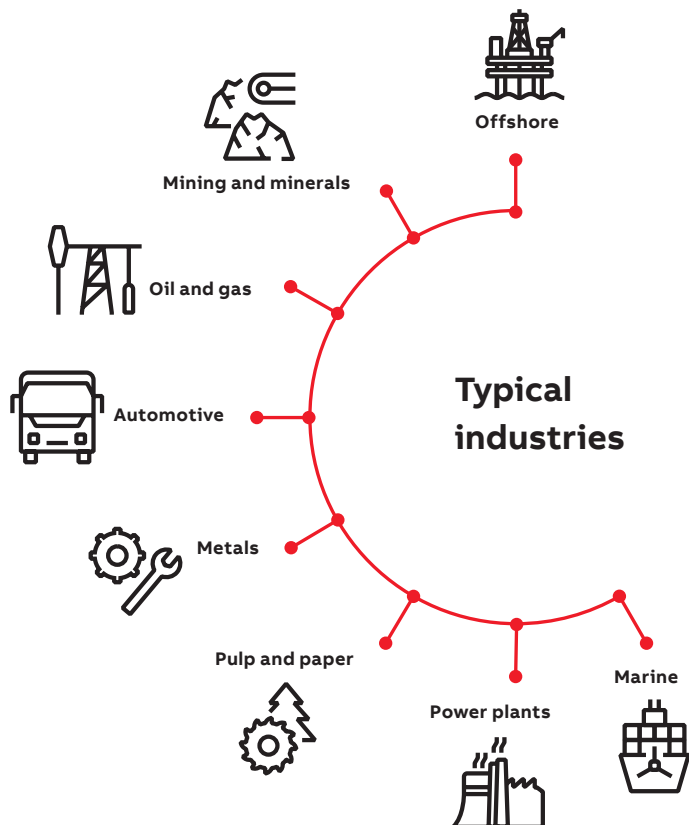 Offshore
Mining and minerals
Oil and gas
Automotive
Typical
industries
Metals
Pulp and paper
Marine
Power plants